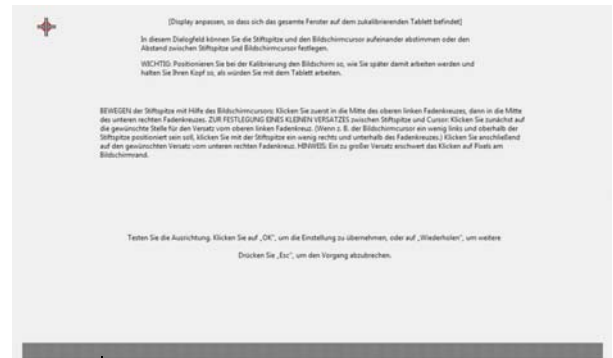 [Display anpassen, so dass sich das gesamte Fenster auf dem zukalibrierenden Tablett befindet]
In diesem Dialogfeld können Sie die Stiftspitze und den Bildschirmcursor aufeinander abstimmen oder den
Abstand zwischen Stiftspitze und Bildschirmcursor festlegen.
WICHTIG: Positionieren Sie bei der Kalibrierung den Bildschirm so, wie Sie später damit arbeiten werden und
halten Sie Ihren Kopf so, als würden Sie mit dem Tablett arbeiten.
BEWEGEN der Stiftspitze mit Hilfe des Bildschirmcursors: Klicken Sie zuerst in die Mitte des oberen linken Fadenkreuzes, dann in die Mitte
des unteren rechten Fadenkreuzes. ZUR FESTLEGUNG EINES KLEINEN VERSATZES zwischen Stiftspitze und Cursor: Klicken Sie zunächst auf
die gewünschte Stelle für den Versatz vom oberen linken Fadenkreuz. (Wenn z. B. der Bildschirmcursor ein wenig links und oberhalb der
Stiftspitze positioniert sein soll, klicken Sie mit der Stiftspitze ein wenig rechts und unterhalb des Fadenkreuzes.) Klicken Sie anschließend
auf den gewünschten Versatz vom unteren rechten Fadenkreuz. HINWEIS: Ein zu großer Versatz erschwert das Klicken auf Pixels am
Bildschirmrand.
Testen Sie die Ausrichtung. Klicken Sie auf „OK“, um die Einstellung zu übernehmen, oder auf „Wiederholen“, um weitere
Drücken Sie „Esc“, um den Vorgang abzubrechen.